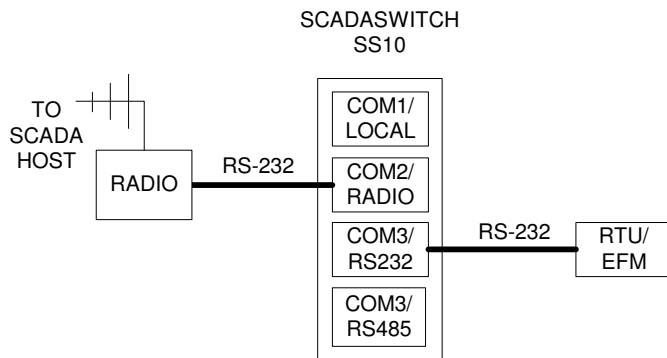 SCADASWITCH
SS10
TO
SCADA
HOST
RADIO
RS-232
COM1/
LOCAL
COM2/
RADIO
COM3/
RS232
COM3/
RS485
RS-232
RTU/
EFM